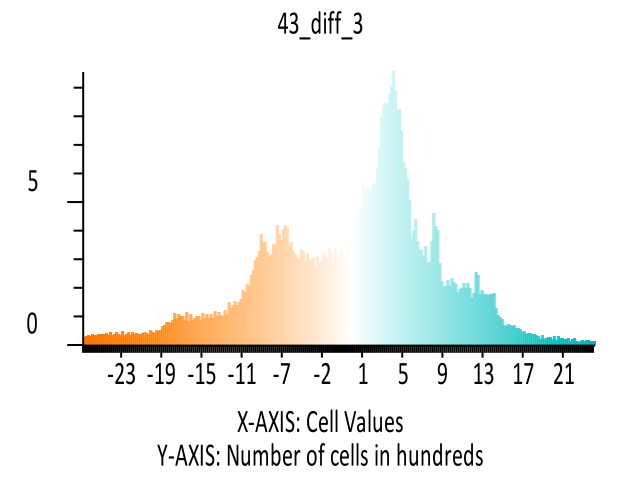 43_diff_3
5
0
-23 -19 -15 -11 -7 -2 1 5 9 13 17 21
X-AXIS: Cell Values
Y-AXIS: Number of cells in hundreds